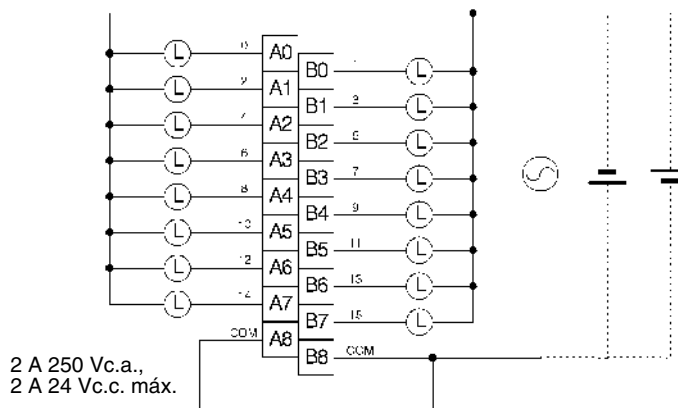 L 0 A0
B0 1 L
L 2 A1
B1 3 L
L 4 A2
B2 5 L
L 6 A3
B3 7 L
L 8 A4
B4 9 L
L 10 A5
B5 11 L
L 12 A6
B6 13 L
L 14 A7
B7 15 L
COM A8
B8 COM
2 A 250 Vc.a.,
2 A 24 Vc.c. máx.